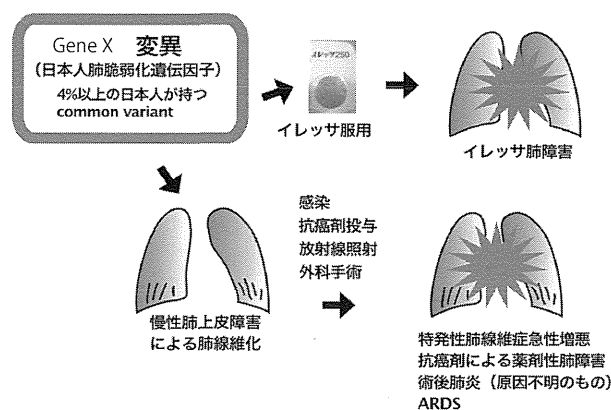 Gene X 変異
(日本人肺脆弱化遺伝因子)
4%以上の日本人が持つ
common variant
イレッサ250
イレッサ服用
イレッサ肺障害
慢性肺上皮障害
による肺線維化
感染
抗癌剤投与
放射線照射
外科手術
特発性肺線維症急性増悪
抗癌剤による薬剤性肺障害
術後肺炎(原因不明のもの)
ARDS